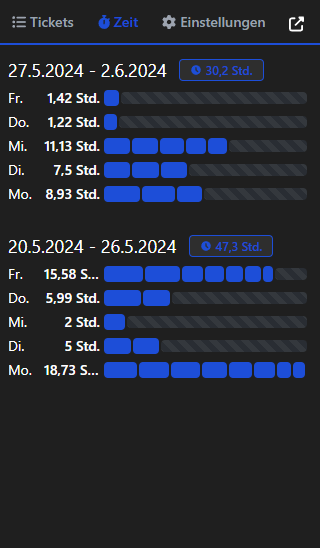 Tickets Zeit Einstellungen
27.5.2024 - 2.6.2024 30,2 Std.
Fr. 1,42 Std.
Do. 1,22 Std.
Mi. 11,13 Std.
Di. 7,5 Std.
Mo. 8,93 Std.
20.5.2024 - 26.5.2024 47,3 Std.
Fr. 15,58 S...
Do. 5,99 Std.
Mi. 2 Std.
Di. 5 Std.
Mo. 18,73 S...